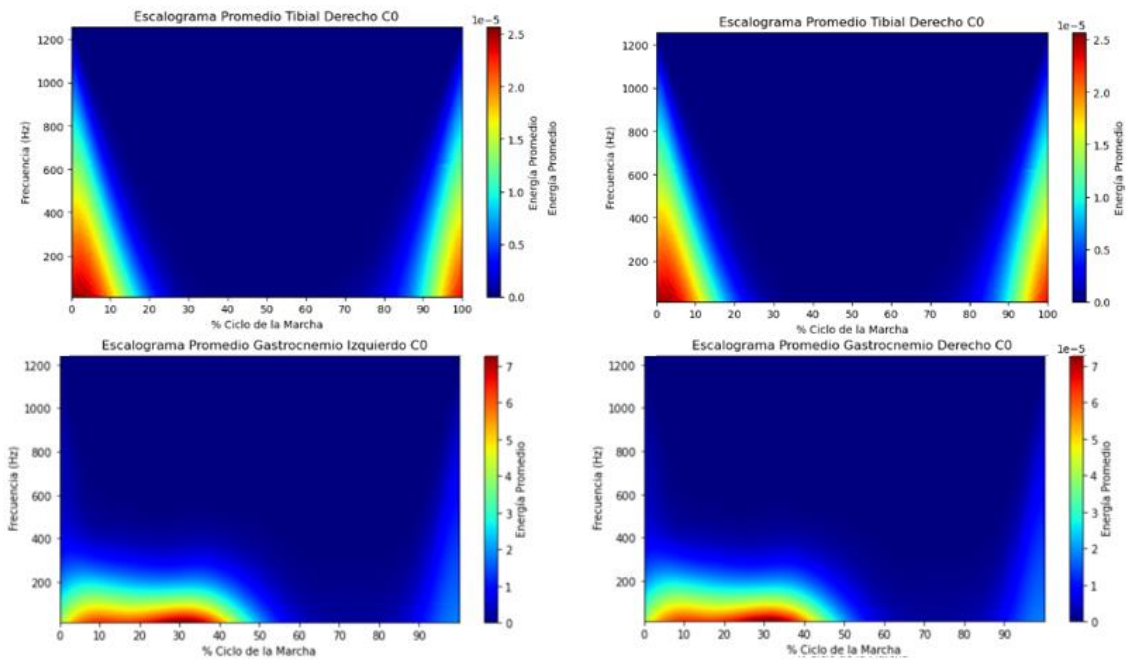 Escalograma Promedio Tibial Derecho C0
1e−5
1200
1000
800
600
400
200
Frecuencia (Hz)
0 10 20 30 40 50 60 70 80 90 100
% Ciclo de la Marcha
2.5
2.0
1.5
1.0
0.5
0.0
Energía Promedio
Energía Promedio
Escalograma Promedio Tibial Derecho C0
1e−5
1200
1000
800
600
400
200
Frecuencia (Hz)
0 10 20 30 40 50 60 70 80 90 100
% Ciclo de la Marcha
2.5
2.0
1.5
1.0
0.5
0.0
Energía Promedio
Escalograma Promedio Gastrocnemio Izquierdo C0
1200
1000
800
600
400
200
Frecuencia (Hz)
0 10 20 30 40 50 60 70 80 90
% Ciclo de la Marcha
7
6
5
4
3
2
1
0
Energía Promedio
Escalograma Promedio Gastrocnemio Derecho C0
1e−5
1200
1000
800
600
400
200
Frecuencia (Hz)
0 10 20 30 40 50 60 70 80 90
% Ciclo de la Marcha
7
6
5
4
3
2
1
0
Energía Promedio